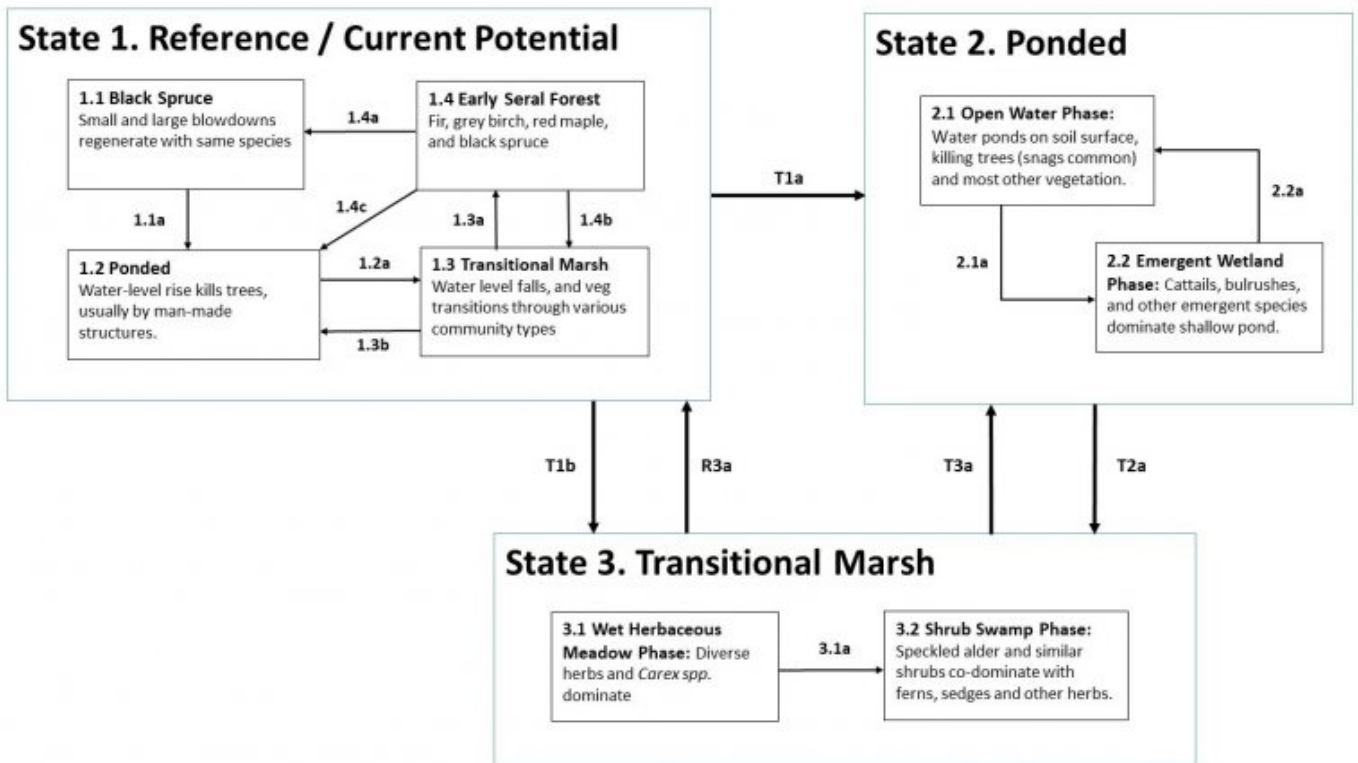 State 1. Reference / Current Potential
1.1 Black Spruce
Small and large blowdowns
regenerate with same species
1.4a
1.4 Early Seral Forest
Fir, grey birch, red maple,
and black spruce
1.1a
1.4c
1.3a
1.4b
1.2 Ponded
Water-level rise kills trees,
usually by man-made
structures.
1.2a
1.3b
1.3 Transitional Marsh
Water level falls, and veg
transitions through various
community types
T1a
State 2. Ponded
2.1 Open Water Phase:
Water ponds on soil surface,
killing trees (snags common)
and most other vegetation.
2.2a
2.1a
2.2 Emergent Wetland
Phase: Cattails, bulrushes,
and other emergent species
dominate shallow pond.
T1b
R3a
T3a
T2a
State 3. Transitional Marsh
3.1 Wet Herbaceous
Meadow Phase: Diverse
herbs and Carex spp.
dominate
3.1a
3.2 Shrub Swamp Phase:
Speckled alder and similar
shrubs co-dominate with
ferns, sedges and other herbs.